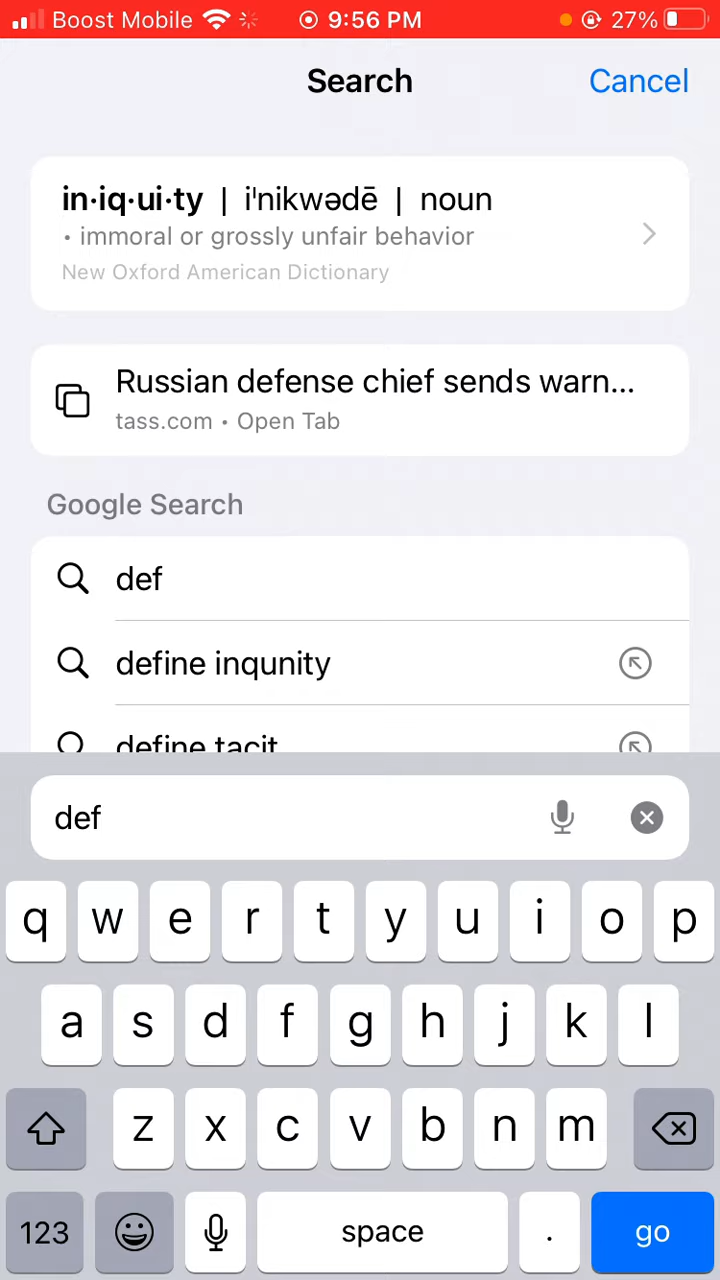 Boost Mobile 9:56 PM 27%
Search Cancel
in·iq·ui·ty | i'nikwədē | noun
• immoral or grossly unfair behavior
New Oxford American Dictionary
Russian defense chief sends warn...
tass.com • Open Tab
Google Search
def
define inqunity
define tacit
def
q w e r t y u i o p
a s d f g h j k l
z x c v b n m
123 space . go